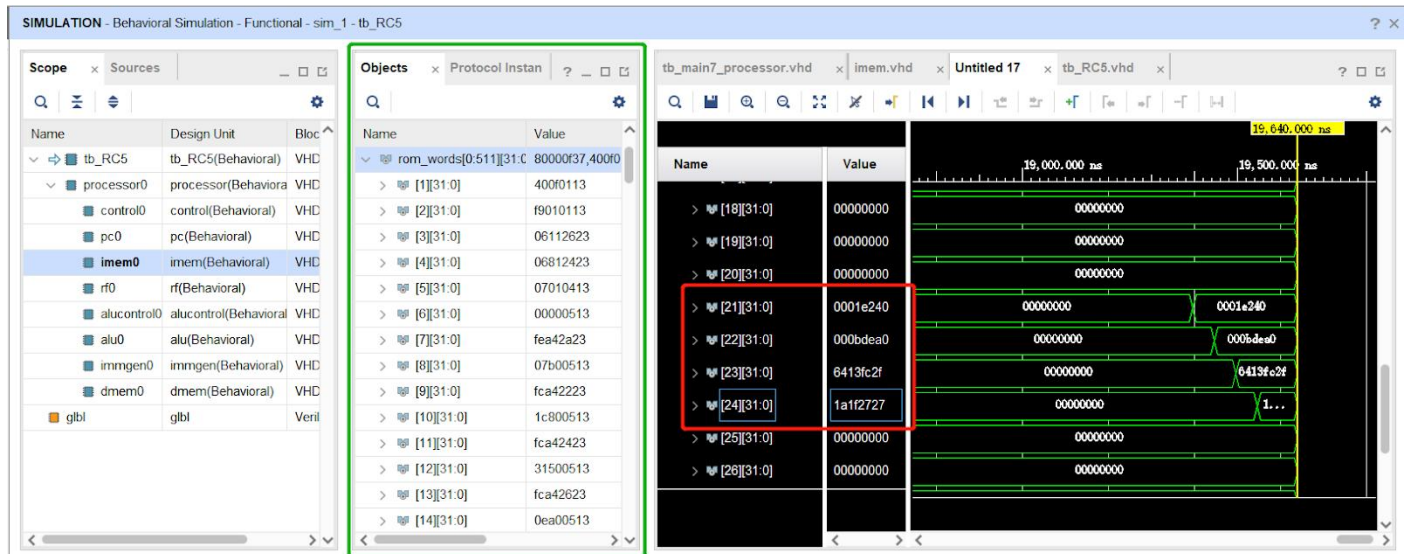 SIMULATION - Behavioral Simulation - Functional - sim_1 - tb_RC5
Scope Sources
Name Design Unit Bloc
tb_RC5 tb_RC5(Behavioral) VHD
processor0 processor(Behaviora VHD
control0 control(Behavioral) VHD
pc0 pc(Behavioral) VHD
imem0 imem(Behavioral) VHD
rf0 rf(Behavioral) VHD
alucontrol0 alucontrol(Behavioral VHD
alu0 alu(Behavioral) VHD
immgen0 immgen(Behavioral) VHD
dmem0 dmem(Behavioral) VHD
glbl glbl Veril
Objects Protocol Instan
Name Value
rom_words[0:511][31:0 80000f37,400f0
[1][31:0] 400f0113
[2][31:0] f9010113
[3][31:0] 06112623
[4][31:0] 06812423
[5][31:0] 07010413
[6][31:0] 00000513
[7][31:0] fea42a23
[8][31:0] 07b00513
[9][31:0] fca42223
[10][31:0] 1c800513
[11][31:0] fca42423
[12][31:0] 31500513
[13][31:0] fca42623
[14][31:0] 0ea00513
tb_main7_processor.vhd imem.vhd Untitled 17 tb_RC5.vhd
19,640.000 ns
Name Value 19,000.000 ns 19,500.000 ns
[18][31:0] 00000000 00000000
[19][31:0] 00000000 00000000
[20][31:0] 00000000 00000000
[21][31:0] 0001e240 00000000 0001e240
[22][31:0] 000bdea0 00000000 000bdea0
[23][31:0] 6413fc2f 00000000 6413fc2f
[24][31:0] 1a1f2727 00000000 1...
[25][31:0] 00000000 00000000
[26][31:0] 00000000 00000000